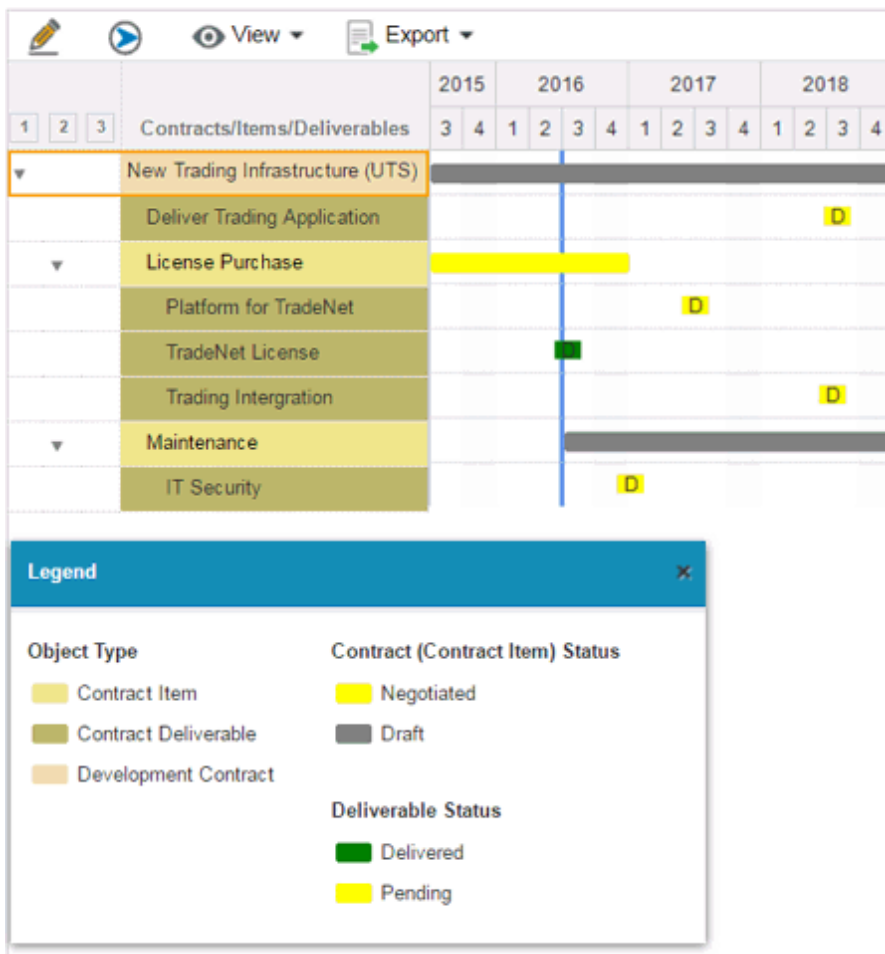 View Export
2015 2016 2017 2018
1 2 3 Contracts/Items/Deliverables 3 4 1 2 3 4 1 2 3 4 1 2 3 4
New Trading Infrastructure (UTS)
Deliver Trading Application D
License Purchase
Platform for TradeNet D
TradeNet License D
Trading Intergration D
Maintenance
IT Security D
Legend
Object Type Contract (Contract Item) Status
Contract Item Negotiated
Contract Deliverable Draft
Development Contract
Deliverable Status
Delivered
Pending